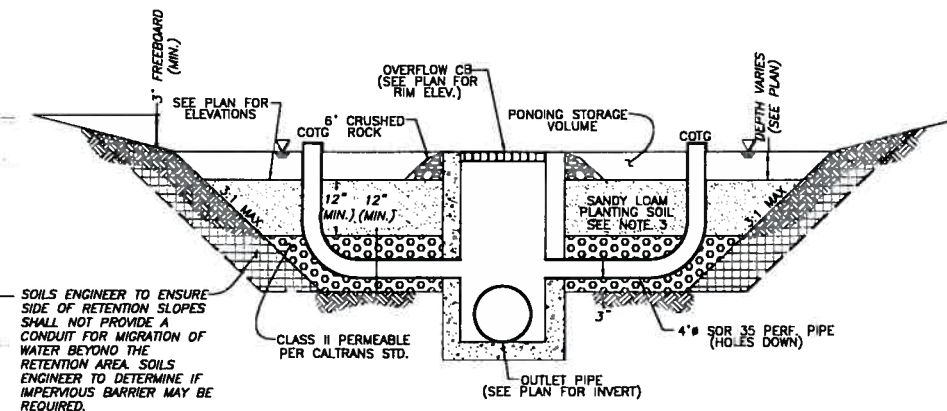 3" FREEBOARD
(MIN.)
SEE PLAN FOR
ELEVATIONS
COTG
6" CRUSHED
ROCK
OVERFLOW CB
(SEE PLAN FOR
RIM ELEV.)
PONDING STORAGE
VOLUME
COTG
DEPTH VARIES
(SEE PLAN)
3:1 MAX
12"
(MIN.)
12"
(MIN.)
SANDY LOAM
PLANTING SOIL
SEE NOTE 3
3:1 MAX
3"
SOILS ENGINEER TO ENSURE
SIDE OF RETENTION SLOPES
SHALL NOT PROVIDE A
CONDUIT FOR MIGRATION OF
WATER BEYOND THE
RETENTION AREA. SOILS
ENGINEER TO DETERMINE IF
IMPERVIOUS BARRIER MAY BE
REQUIRED.
CLASS II PERMEABLE
PER CALTRANS STD.
4"ø SDR 35 PERF. PIPE
(HOLES DOWN)
OUTLET PIPE
(SEE PLAN FOR INVERT)